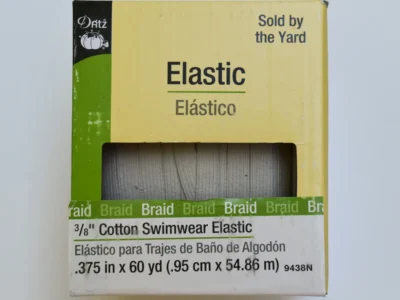 Dritz
Sold by
the Yard
Elastic
Elástico
Braid Braid Braid Braid Braid Braid
3/8" Cotton Swimwear Elastic
Elástico para Trajes de Baño de Algodón
.375 in x 60 yd (.95 cm x 54.86 m) 9438N